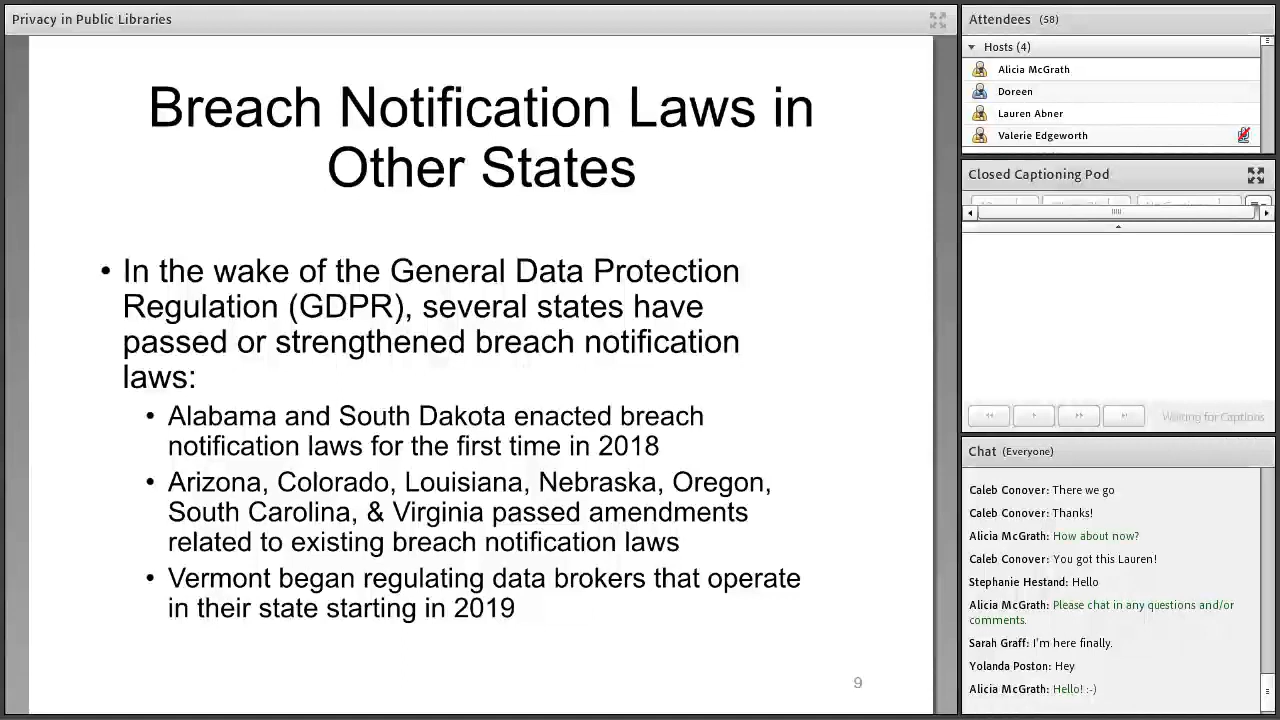 Privacy in Public Libraries
Breach Notification Laws in
Other States
• In the wake of the General Data Protection
Regulation (GDPR), several states have
passed or strengthened breach notification
laws:
• Alabama and South Dakota enacted breach
notification laws for the first time in 2018
• Arizona, Colorado, Louisiana, Nebraska, Oregon,
South Carolina, & Virginia passed amendments
related to existing breach notification laws
• Vermont began regulating data brokers that operate
in their state starting in 2019
9
Attendees (58)
Hosts (4)
Alicia McGrath
Doreen
Lauren Abner
Valerie Edgeworth
Closed Captioning Pod
Waiting for Captions
Chat (Everyone)
Caleb Conover: There we go
Caleb Conover: Thanks!
Alicia McGrath: How about now?
Caleb Conover: You got this Lauren!
Stephanie Hestand: Hello
Alicia McGrath: Please chat in any questions and/or
comments.
Sarah Graff: I'm here finally.
Yolanda Poston: Hey
Alicia McGrath: Hello! :-)